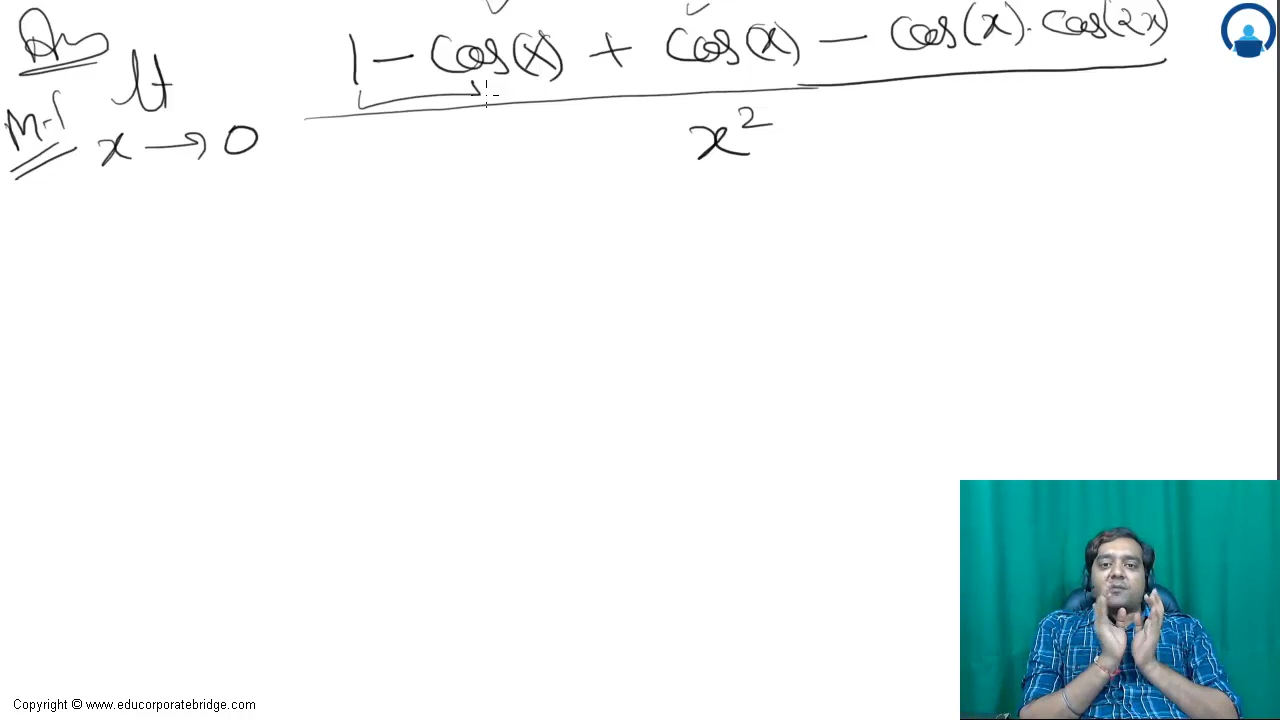 Ans
M-1
lt x → 0
1 - cos(x) + cos(x) - cos(x). cos(2x)
x²
Copyright © www.educorporatebridge.com